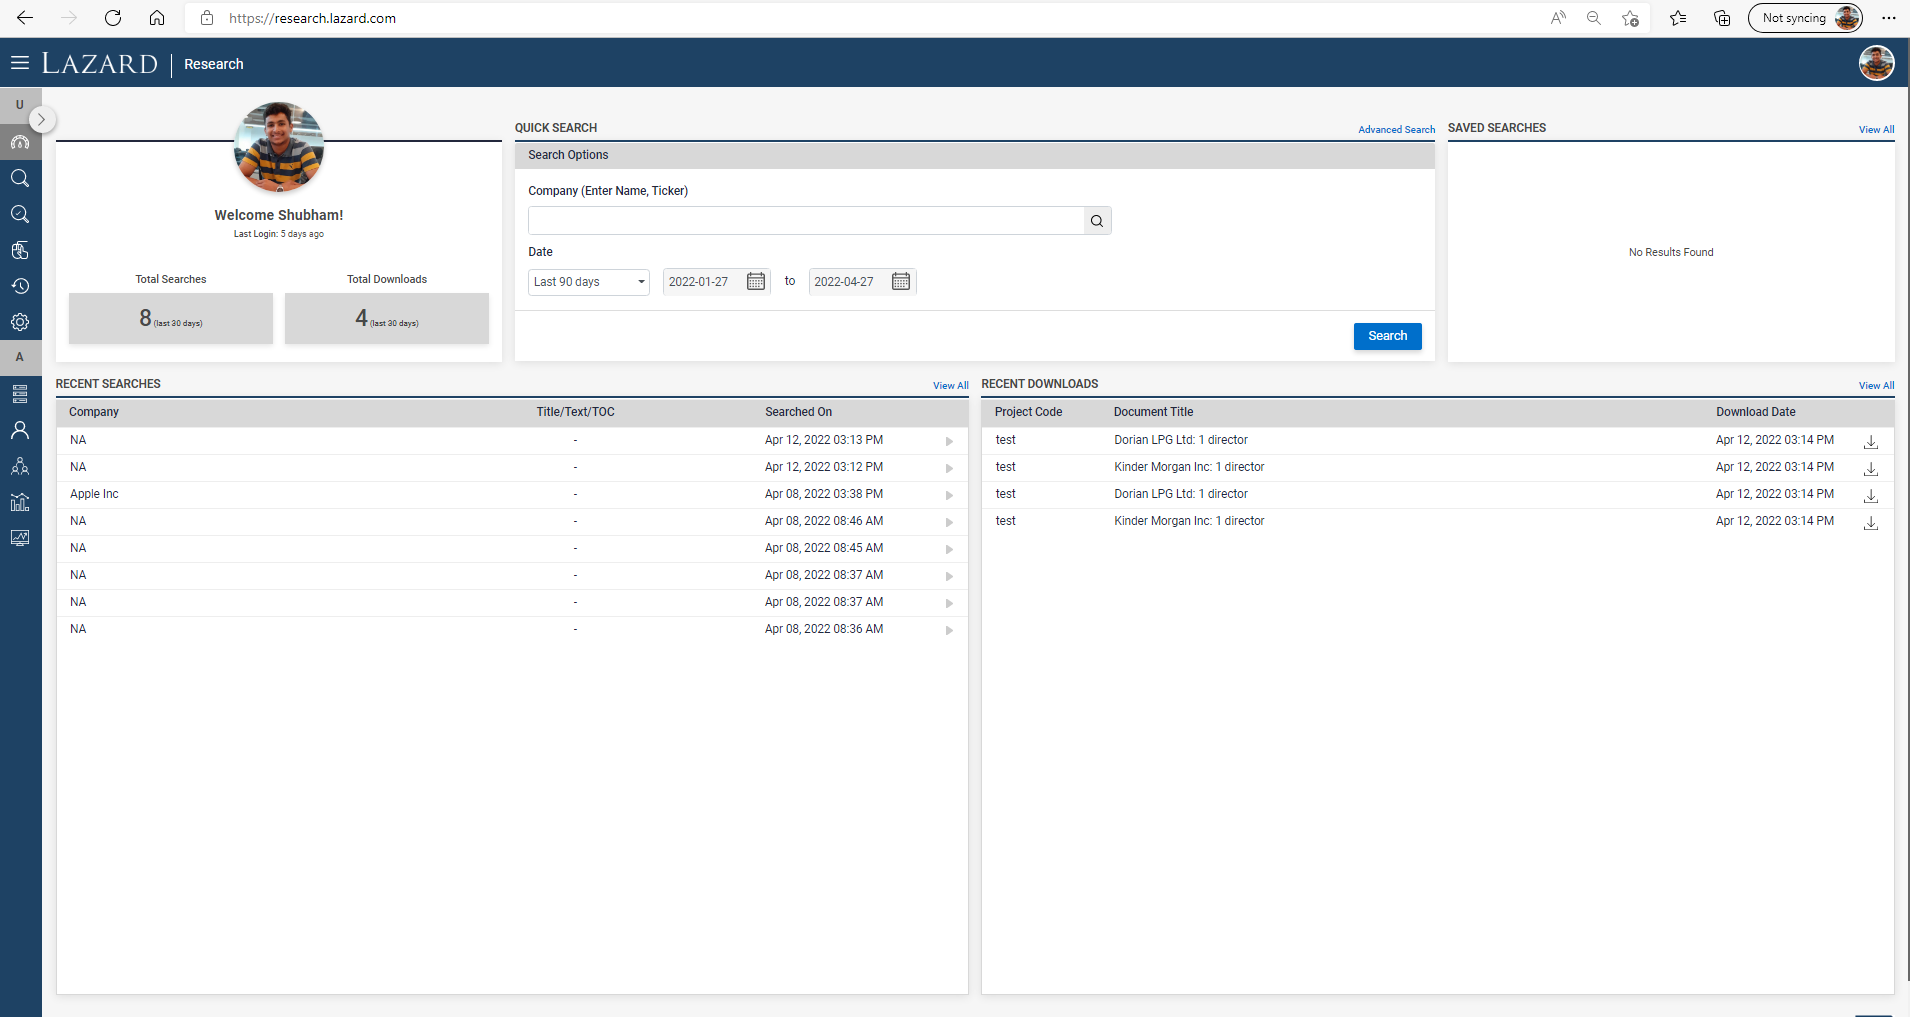 https://research.lazard.com
Not syncing
LAZARD
Research
U
A
Welcome Shubham!
Last Login: 5 days ago
Total Searches
Total Downloads
8 (last 30 days)
4 (last 30 days)
QUICK SEARCH
Advanced Search
Search Options
Company (Enter Name, Ticker)
Date
Last 90 days
2022-01-27
to
2022-04-27
Search
SAVED SEARCHES
View All
No Results Found
RECENT SEARCHES
View All
Company Title/Text/TOC Searched On
NA - Apr 12, 2022 03:13 PM
NA - Apr 12, 2022 03:12 PM
Apple Inc - Apr 08, 2022 03:38 PM
NA - Apr 08, 2022 08:46 AM
NA - Apr 08, 2022 08:45 AM
NA - Apr 08, 2022 08:37 AM
NA - Apr 08, 2022 08:37 AM
NA - Apr 08, 2022 08:36 AM
RECENT DOWNLOADS
View All
Project Code Document Title Download Date
test Dorian LPG Ltd: 1 director Apr 12, 2022 03:14 PM
test Kinder Morgan Inc: 1 director Apr 12, 2022 03:14 PM
test Dorian LPG Ltd: 1 director Apr 12, 2022 03:14 PM
test Kinder Morgan Inc: 1 director Apr 12, 2022 03:14 PM